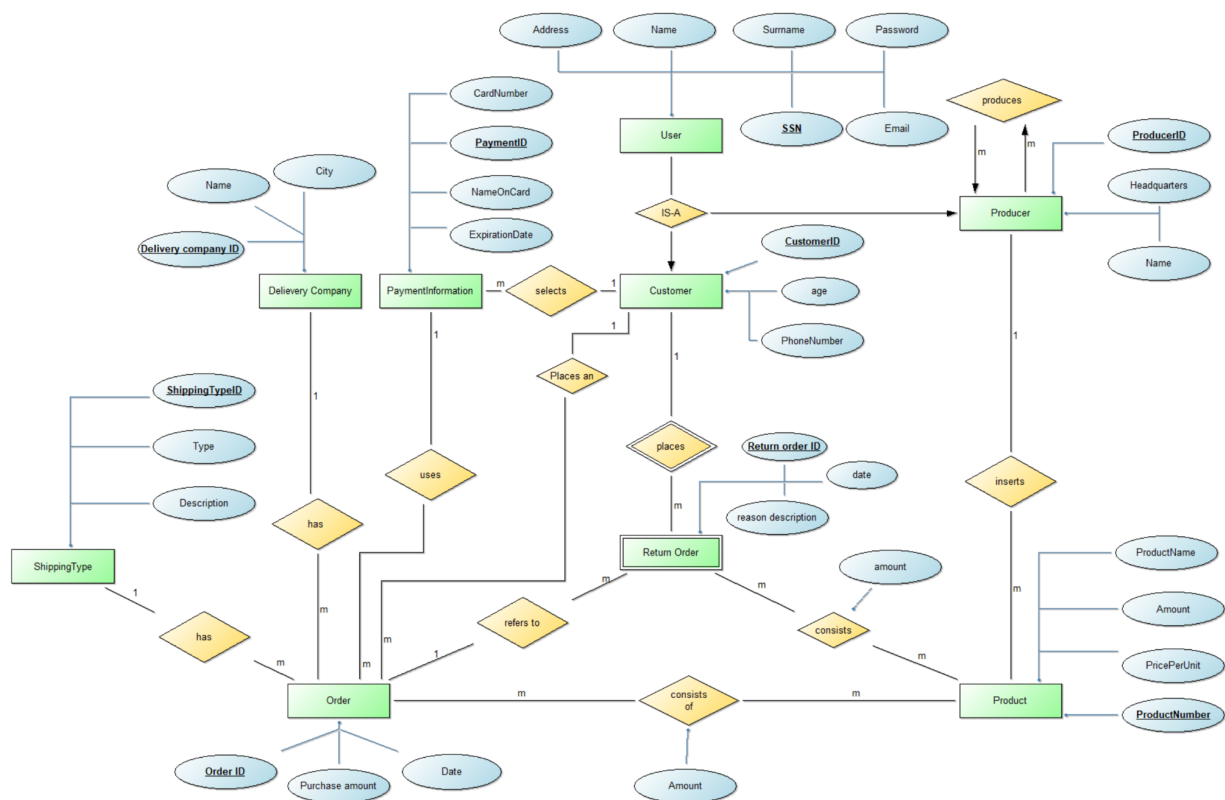 Address
Name
Surname
Password
CardNumber
produces
PaymentID
User
SSN
Email
m
m
ProducerID
City
Name
NameOnCard
Headquarters
IS-A
Producer
ExpirationDate
CustomerID
Delivery company ID
Name
Delievery Company
PaymentInformation
m
selects
1
Customer
age
1
PhoneNumber
1
1
1
Places an
ShippingTypeID
1
Type
places
Return order ID
uses
date
inserts
Description
reason description
has
m
Return Order
ProductName
ShippingType
amount
m
m
1
refers to
Amount
consists
has
m
m
1
PricePerUnit
m
m
m
m
m
Order
m
consists
of
m
Product
ProductNumber
Order ID
Purchase amount
Date
Amount